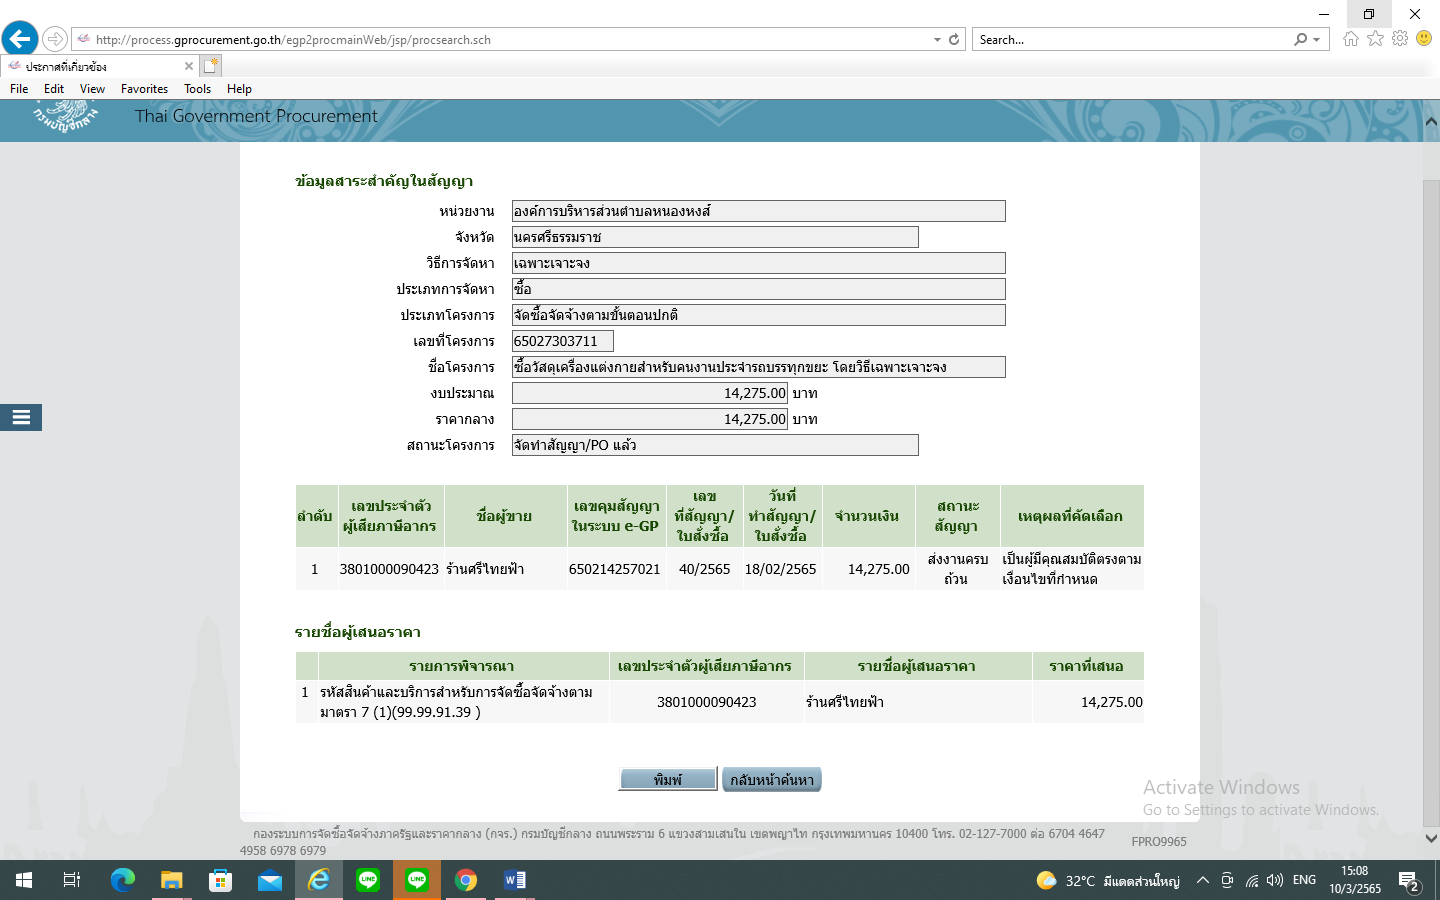 http://process.gprocurement.go.th/egp2procmainWeb/jsp/procsearch.sch
Search...
ประกาศที่เกี่ยวข้อง
File Edit View Favorites Tools Help
กรมบัญชีกลาง
Thai Government Procurement
ข้อมูลสาระสำคัญในสัญญา
หน่วยงาน องค์การบริหารส่วนตำบลหนองหงส์
จังหวัด นครศรีธรรมราช
วิธีการจัดหา เฉพาะเจาะจง
ประเภทการจัดหา ซื้อ
ประเภทโครงการ จัดซื้อจัดจ้างตามขั้นตอนปกติ
เลขที่โครงการ 65027303711
ชื่อโครงการ ซื้อวัสดุเครื่องแต่งกายสำหรับคนงานประจำรถบรรทุกขยะ โดยวิธีเฉพาะเจาะจง
งบประมาณ 14,275.00 บาท
ราคากลาง 14,275.00 บาท
สถานะโครงการ จัดทำสัญญา/PO แล้ว
ลำดับ เลขประจำตัวผู้เสียภาษีอากร ชื่อผู้ขาย เลขคุมสัญญาในระบบ e-GP เลขที่สัญญา/ใบสั่งซื้อ วันที่ทำสัญญา/ใบสั่งซื้อ จำนวนเงิน สถานะสัญญา เหตุผลที่คัดเลือก
1 3801000090423 ร้านศรีไทยฟ้า 650214257021 40/2565 18/02/2565 14,275.00 ส่งงานครบถ้วน เป็นผู้มีคุณสมบัติตรงตามเงื่อนไขที่กำหนด
รายชื่อผู้เสนอราคา
รายการพิจารณา เลขประจำตัวผู้เสียภาษีอากร รายชื่อผู้เสนอราคา ราคาที่เสนอ
1 รหัสสินค้าและบริการสำหรับการจัดซื้อจัดจ้างตามมาตรา 7 (1)(99.99.91.39 ) 3801000090423 ร้านศรีไทยฟ้า 14,275.00
พิมพ์ กลับหน้าค้นหา
Activate Windows
Go to Settings to activate Windows.
กองระบบการจัดซื้อจัดจ้างภาครัฐและราคากลาง (กจร.) กรมบัญชีกลาง ถนนพระราม 6 แขวงสามเสนใน เขตพญาไท กรุงเทพมหานคร 10400 โทร. 02-127-7000 ต่อ 6704 4647
4958 6978 6979
FPRO9965
LINE LINE
32°C มีแดดส่วนใหญ่ ENG 15:08
10/3/2565 2